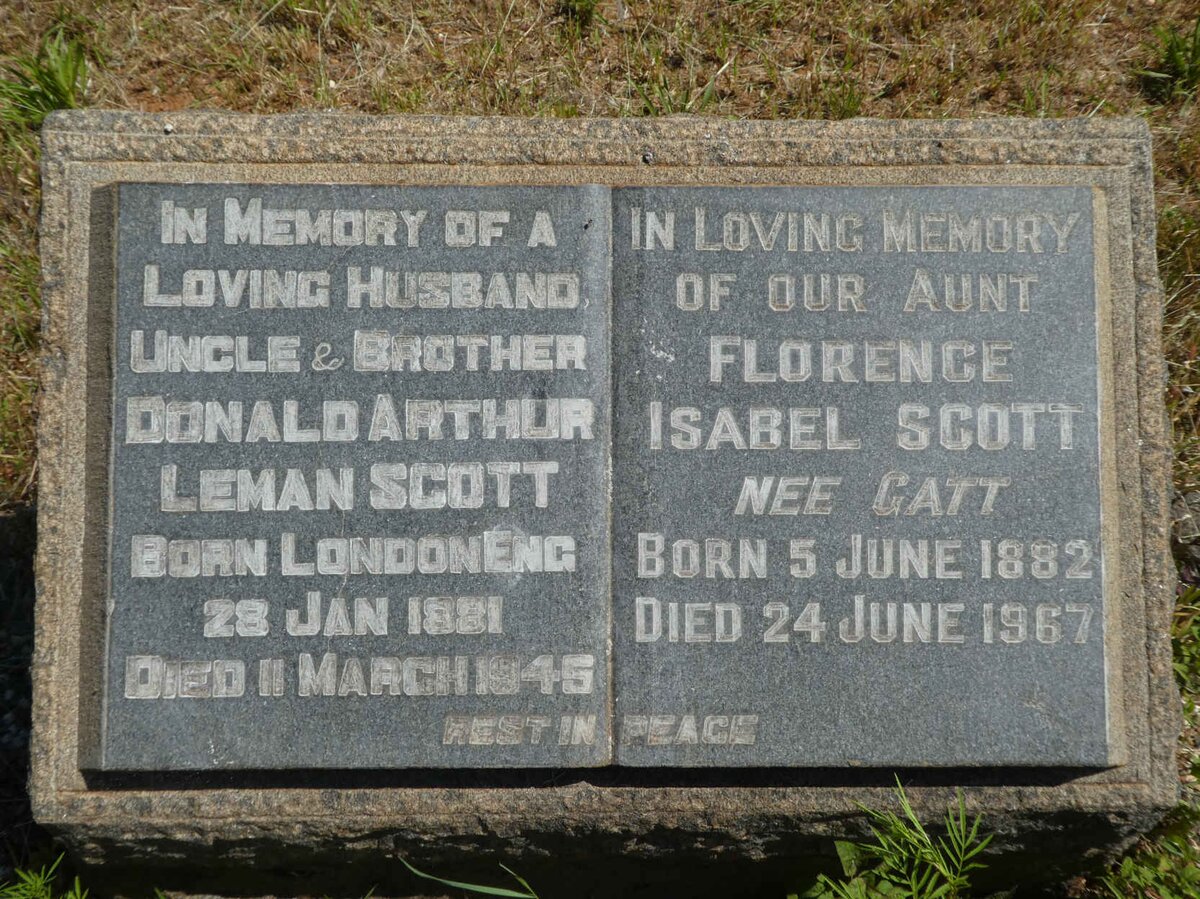 In Memory of a
Loving Husband,
Uncle & Brother
Donald Arthur
Leman Scott
Born London Eng
28 Jan 1881
Died 11 March 1945
In Loving Memory
of our Aunt
Florence
Isabel Scott
nee Gatt
Born 5 June 1882
Died 24 June 1967
Rest in Peace